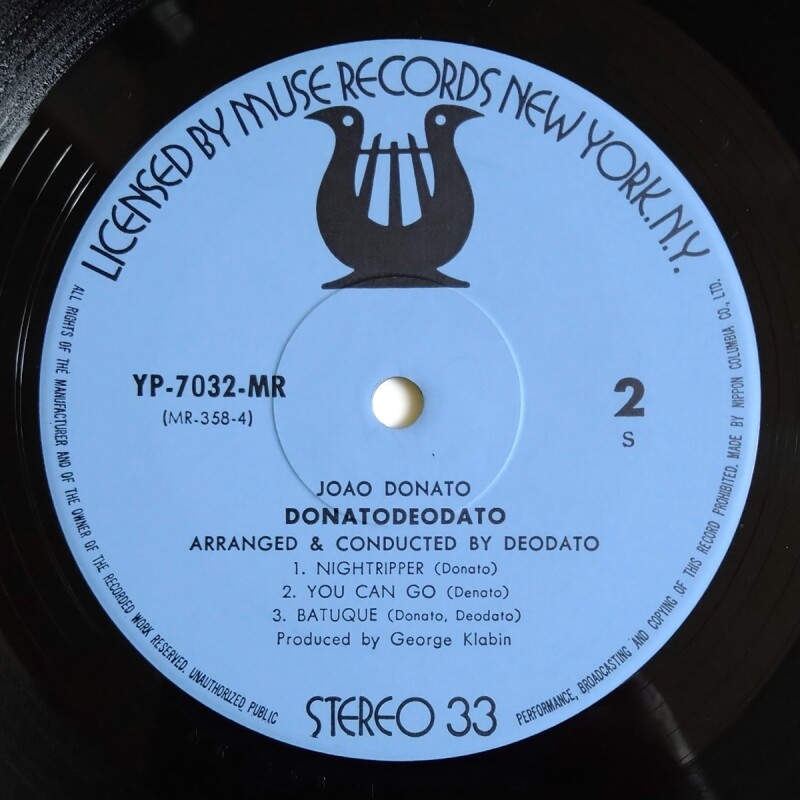 LICENSED BY MUSE RECORDS NEW YORK. N.Y.
YP-7032-MR
(MR-358-4)
2
S
JOAO DONATO
DONATODEODATO
ARRANGED & CONDUCTED BY DEODATO
1. NIGHTRIPPER (Donato)
2. YOU CAN GO (Denato)
3. BATUQUE (Donato, Deodato)
Produced by George Klabin
STEREO 33
ALL RIGHTS OF THE MANUFACTURER AND OF THE OWNER OF THE RECORDED WORK RESERVED. UNAUTHORIZED PUBLIC
PERFORMANCE, BROADCASTING AND COPYING OF THIS RECORD PROHIBITED. MADE BY NIPPON COLUMBIA CO., LTD.